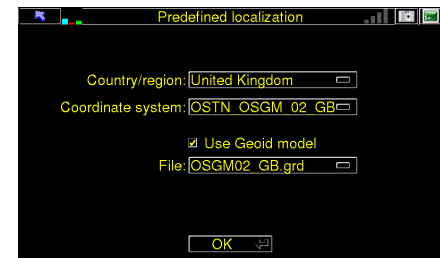 Predefined localization
Country/region: United Kingdom
Coordinate system: OSTN_OSGM_02_GB
Use Geoid model
File: OSGM02_GB.grd
OK